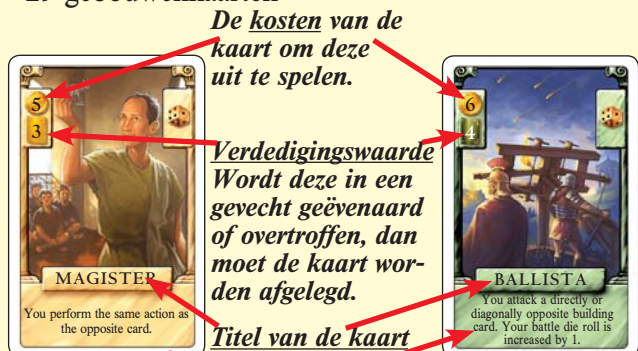 De kosten van de
kaart om deze
uit te spelen.
5
3
6
4
Verdedigingswaarde
Wordt deze in een
gevecht geëvenaard
of overtroffen, dan
moet de kaart wor-
den afgelegd.
MAGISTER
You perform the same action as
the opposite card.
BALLISTA
You attack a directly or
diagonally opposite building
card. Your battle die roll is
increased by 1.
Titel van de kaart